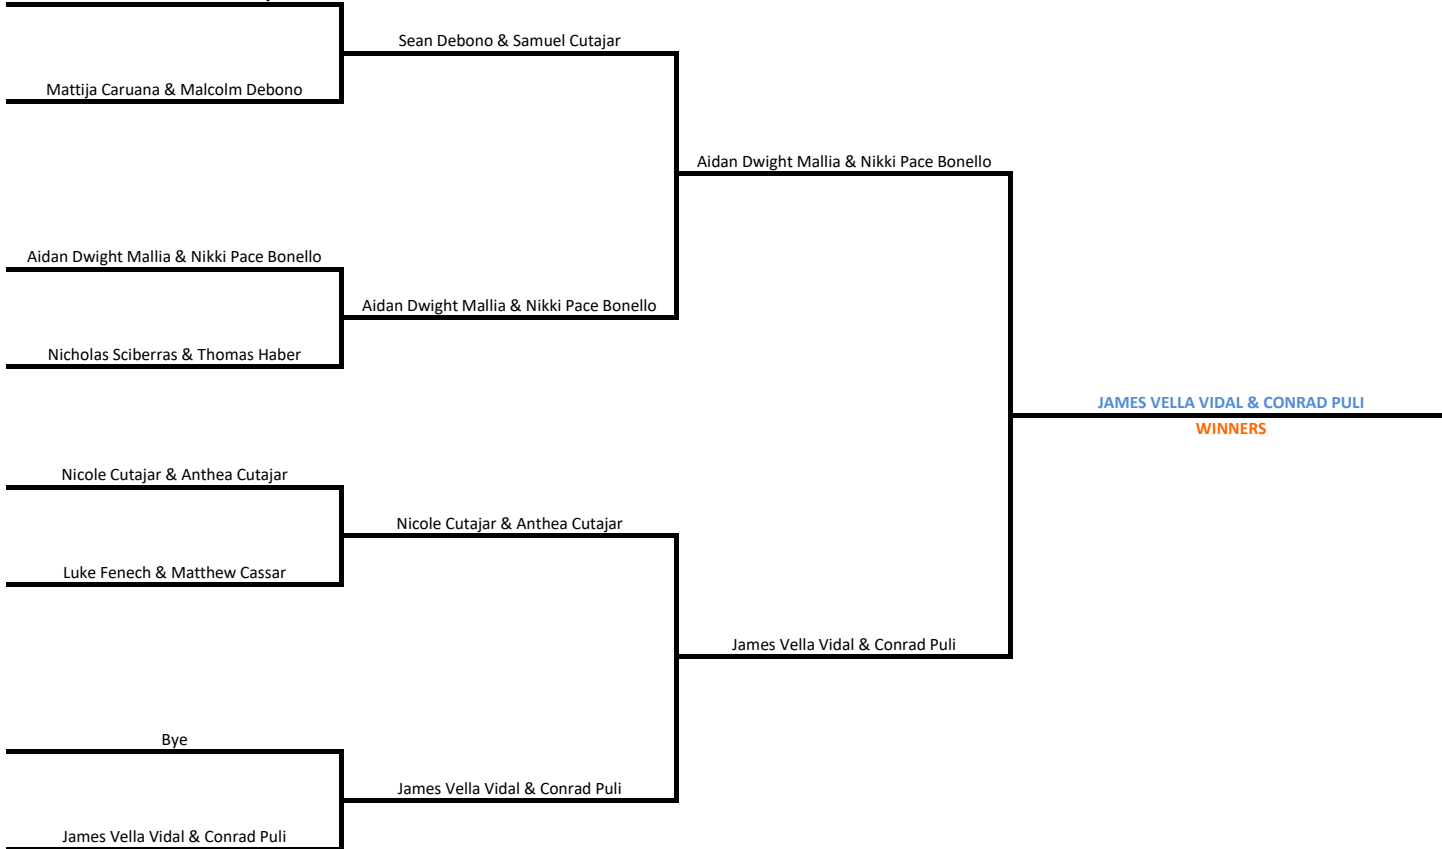 Sean Debono & Samuel Cutajar
Mattija Caruana & Malcolm Debono
Aidan Dwight Mallia & Nikki Pace Bonello
Aidan Dwight Mallia & Nikki Pace Bonello
Aidan Dwight Mallia & Nikki Pace Bonello
Nicholas Sciberras & Thomas Haber
JAMES VELLA VIDAL & CONRAD PULI
WINNERS
Nicole Cutajar & Anthea Cutajar
Nicole Cutajar & Anthea Cutajar
Luke Fenech & Matthew Cassar
James Vella Vidal & Conrad Puli
Bye
James Vella Vidal & Conrad Puli
James Vella Vidal & Conrad Puli